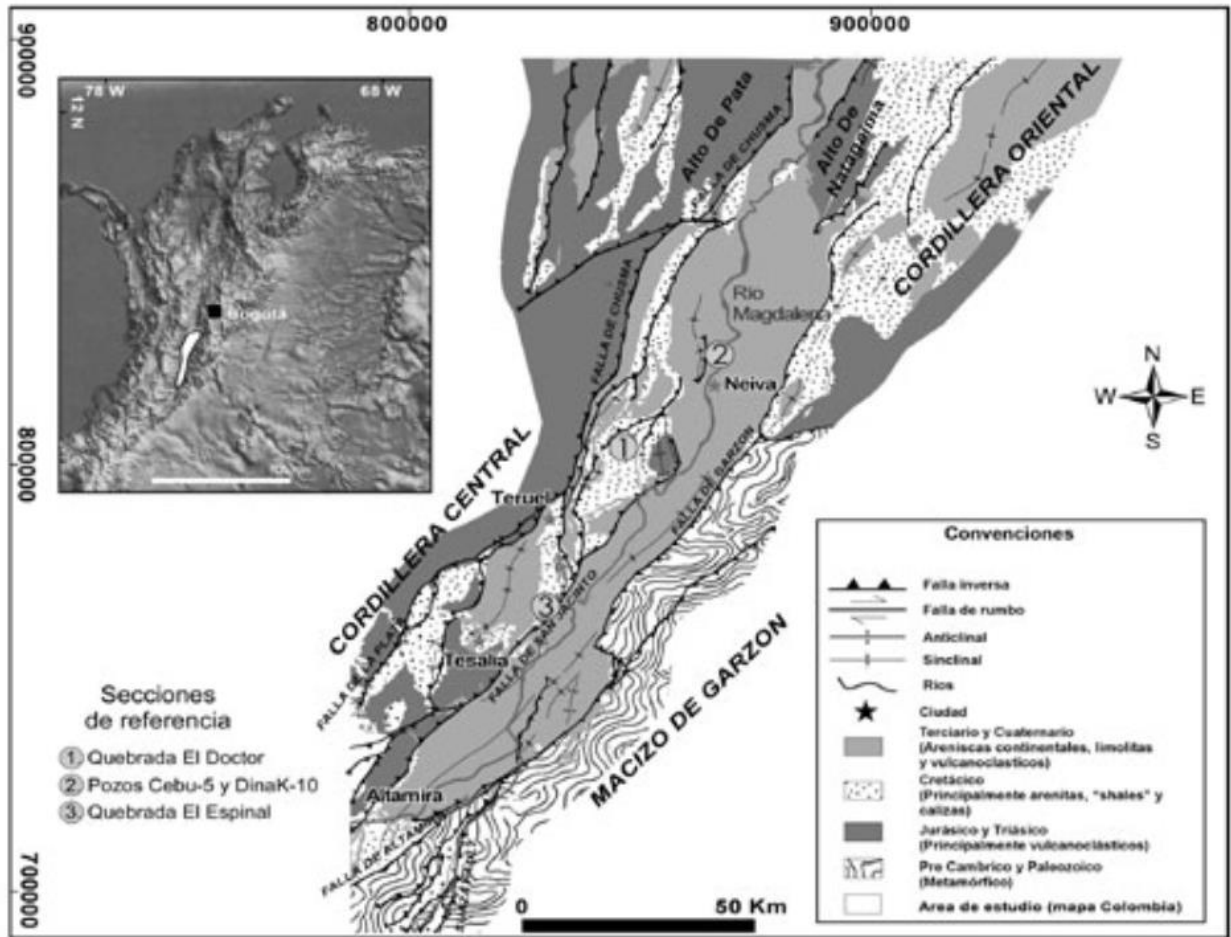 800000
900000
900000
800000
7000000
78 W
68 W
12 N
Bogotá
Alto De Pata
FALLA DE CHUSMA
Alto De
Natagaima
CORDILLERA ORIENTAL
Rio
Magdalena
FALLA DE CHUSMA
2
Neiva
N
W
E
S
1
FALLA DE GARZON
CORDILLERA CENTRAL
Teruel
3
FALLA DE SAN JACINTO
FALLA DE LA PLATA
Tesalia
MACIZO DE GARZON
Altamira
Secciones
de referencia
1 Quebrada El Doctor
2 Pozos Cebu-5 y DinaK-10
3 Quebrada El Espinal
0
50 Km
Convenciones
Falla inversa
Falla de rumbo
Anticlinal
Sinclinal
Rios
Ciudad
Terciario y Cuaternario
(Areniscas continentales, limolitas
y vulcanoclasticos)
Cretácico
(Principalmente arenitas, "shales" y
calizas)
Jurásico y Triásico
(Principalmente vulcanoclásticos)
Pre Cambrico y Paleozoico
(Metamórfico)
Area de estudio (mapa Colombia)